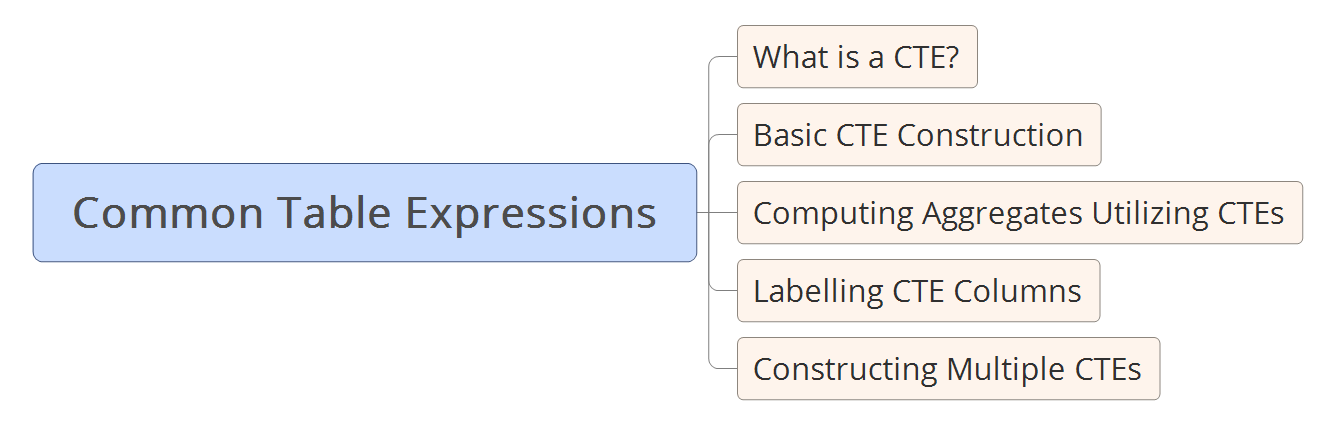 Common Table Expressions
What is a CTE?
Basic CTE Construction
Computing Aggregates Utilizing CTEs
Labelling CTE Columns
Constructing Multiple CTEs